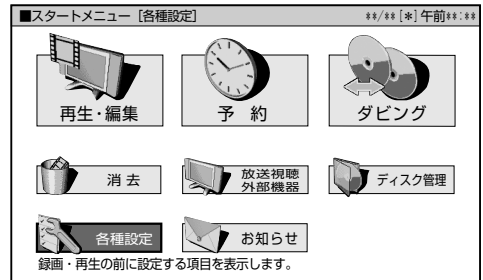 ■スタートメニュー [各種設定] **/** [*] 午前**:**
再生・編集 予 約 ダビング
消 去 放送視聴 外部機器 ディスク管理
各種設定 お知らせ
録画・再生の前に設定する項目を表示します。